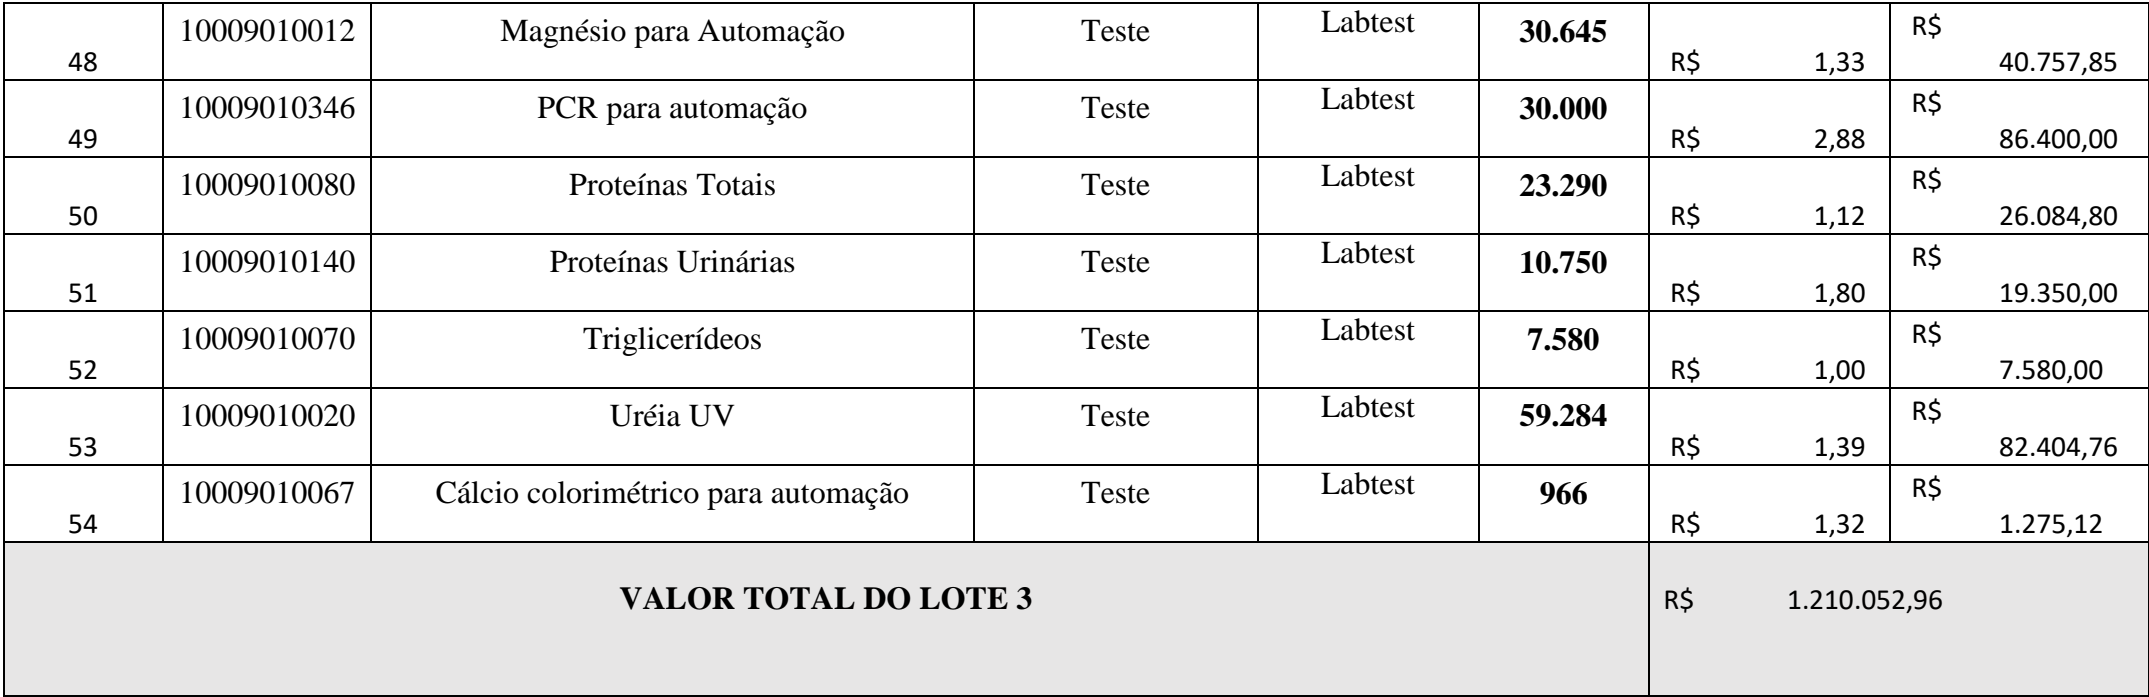 48 10009010012 Magnésio para Automação Teste Labtest 30.645 R$ 1,33 R$ 40.757,85
49 10009010346 PCR para automação Teste Labtest 30.000 R$ 2,88 R$ 86.400,00
50 10009010080 Proteínas Totais Teste Labtest 23.290 R$ 1,12 R$ 26.084,80
51 10009010140 Proteínas Urinárias Teste Labtest 10.750 R$ 1,80 R$ 19.350,00
52 10009010070 Triglicerídeos Teste Labtest 7.580 R$ 1,00 R$ 7.580,00
53 10009010020 Uréia UV Teste Labtest 59.284 R$ 1,39 R$ 82.404,76
54 10009010067 Cálcio colorimétrico para automação Teste Labtest 966 R$ 1,32 R$ 1.275,12
VALOR TOTAL DO LOTE 3 R$ 1.210.052,96